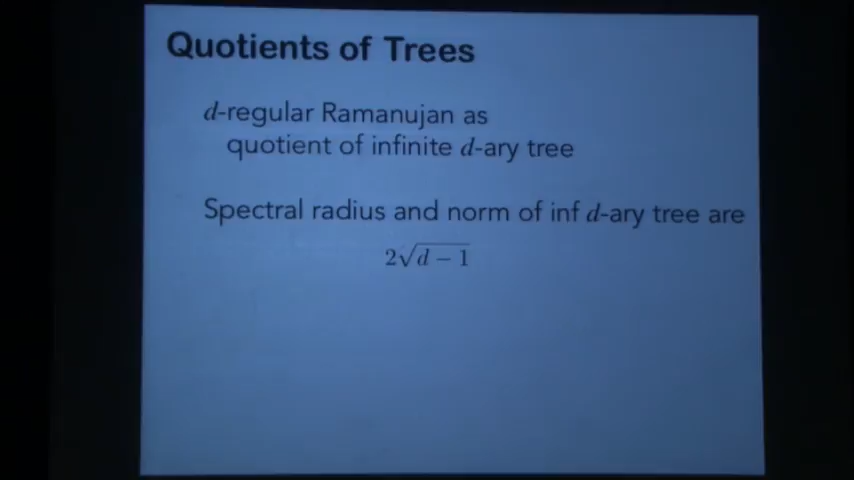 Quotients of Trees
d-regular Ramanujan as
quotient of infinite d-ary tree
Spectral radius and norm of inf d-ary tree are
2√d − 1